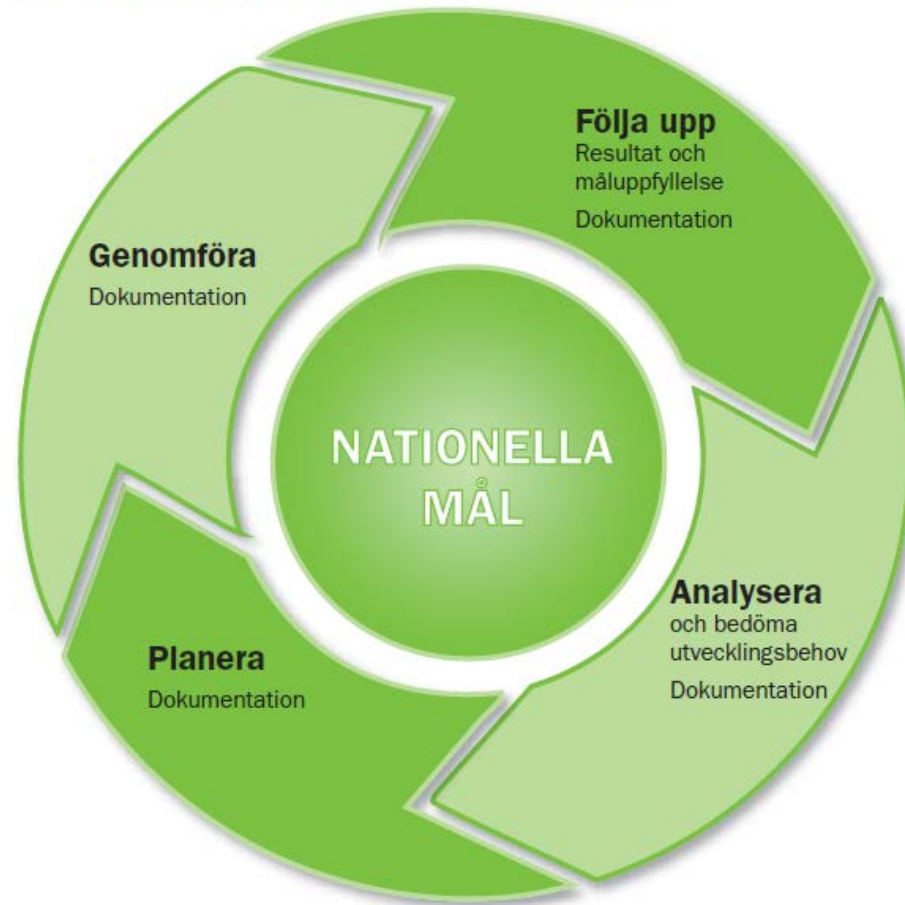 Följa upp
Resultat och
måluppfyllelse
Dokumentation
Genomföra
Dokumentation
NATIONELLA
MÅL
Analysera
och bedöma
utvecklingsbehov
Dokumentation
Planera
Dokumentation